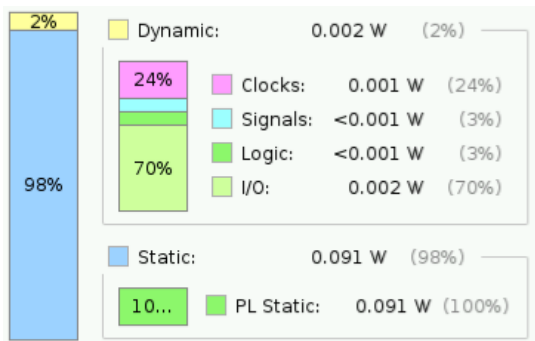 2%
Dynamic: 0.002 W (2%)
24%
Clocks: 0.001 W (24%)
Signals: <0.001 W (3%)
Logic: <0.001 W (3%)
70%
I/O: 0.002 W (70%)
98%
Static: 0.091 W (98%)
10...
PL Static: 0.091 W (100%)